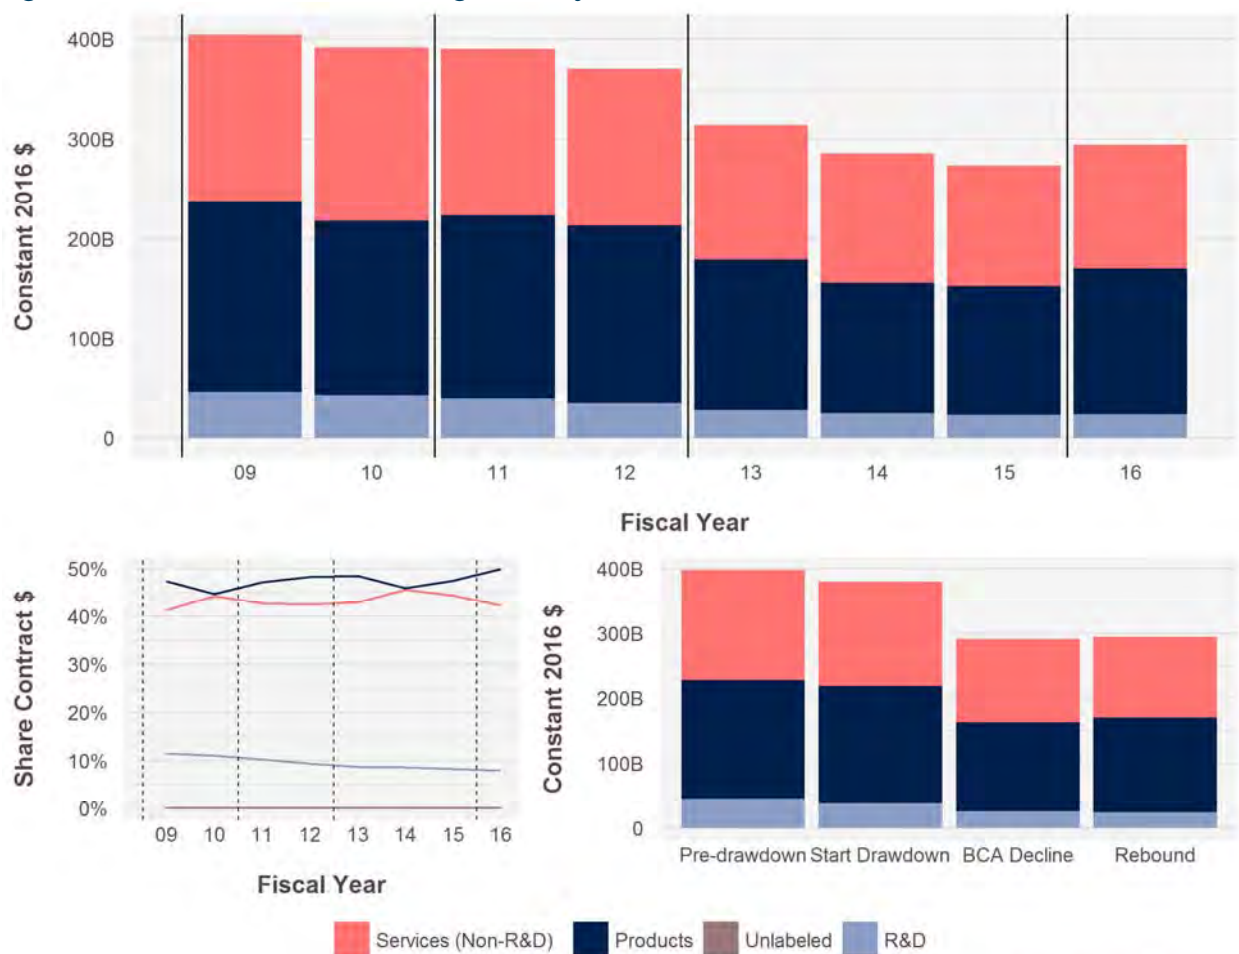 400B
300B
200B
100B
0
Constant 2016 $
09 10 11 12 13 14 15 16
Fiscal Year
50%
40%
30%
20%
10%
0%
Share Contract $
09 10 11 12 13 14 15 16
Fiscal Year
400B
300B
200B
100B
0
Constant 2016 $
Pre-drawdown Start Drawdown BCA Decline Rebound
Services (Non-R&D) Products Unlabeled R&D